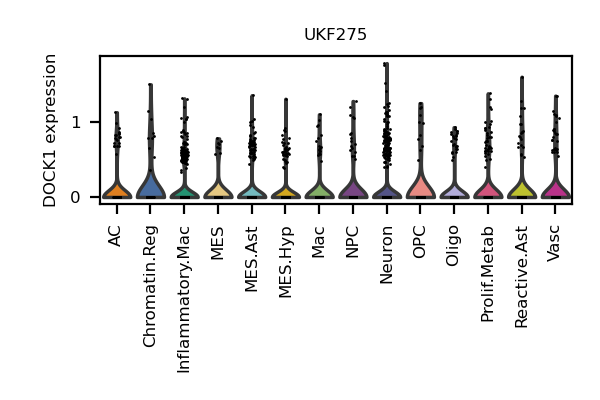 UKF275
DOCK1 expression
1
0
AC
Chromatin.Reg
Inflammatory.Mac
MES
MES.Ast
MES.Hyp
Mac
NPC
Neuron
OPC
Oligo
Prolif.Metab
Reactive.Ast
Vasc